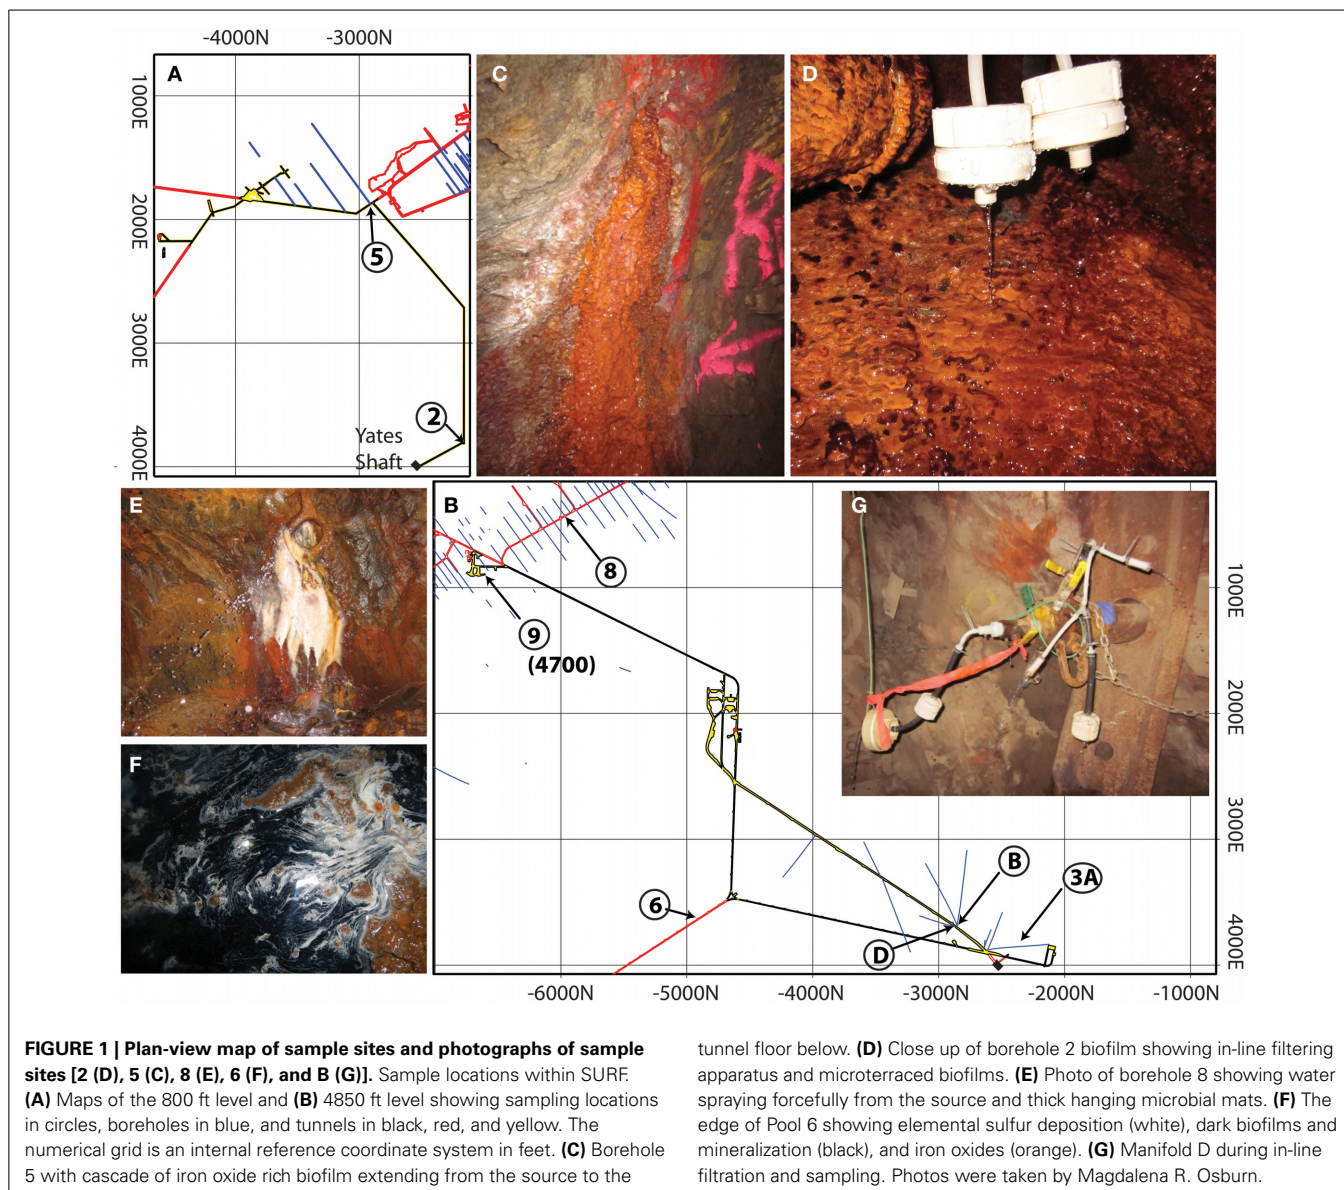 -4000N -3000N
A
1000E
2000E
3000E
4000E
5
2
Yates
Shaft
C
D
E
F
B
8
9
(4700)
G
1000E
2000E
3000E
4000E
B
3A
6
D
-6000N -5000N -4000N -3000N -2000N -1000N
FIGURE 1 | Plan-view map of sample sites and photographs of sample
sites [2 (D), 5 (C), 8 (E), 6 (F), and B (G)]. Sample locations within SURF.
(A) Maps of the 800 ft level and (B) 4850 ft level showing sampling locations
in circles, boreholes in blue, and tunnels in black, red, and yellow. The
numerical grid is an internal reference coordinate system in feet. (C) Borehole
5 with cascade of iron oxide rich biofilm extending from the source to the
tunnel floor below. (D) Close up of borehole 2 biofilm showing in-line filtering
apparatus and microterraced biofilms. (E) Photo of borehole 8 showing water
spraying forcefully from the source and thick hanging microbial mats. (F) The
edge of Pool 6 showing elemental sulfur deposition (white), dark biofilms and
mineralization (black), and iron oxides (orange). (G) Manifold D during in-line
filtration and sampling. Photos were taken by Magdalena R. Osburn.